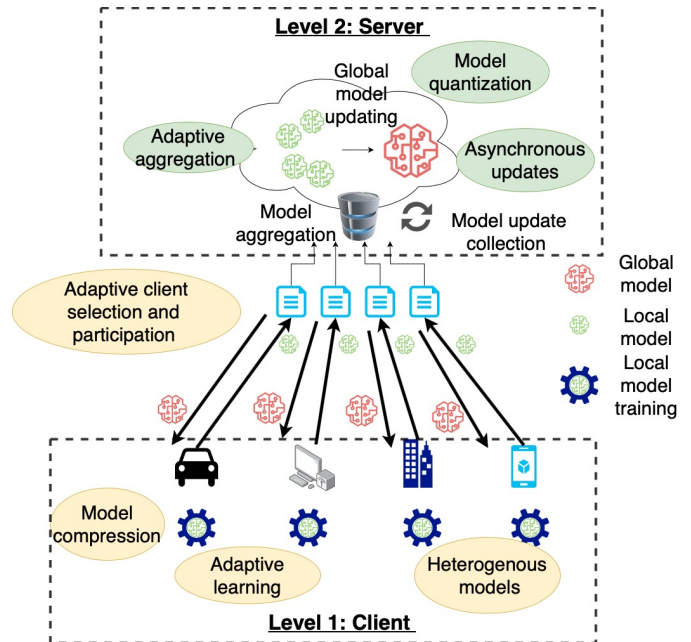 Level 2: Server
Model
quantization
Global
model
updating
Adaptive
aggregation
Asynchronous
updates
Model
aggregation
Model update
collection
Adaptive client
selection and
participation
Global
model
Local
model
Local
model
training
Model
compression
Adaptive
learning
Heterogenous
models
Level 1: Client